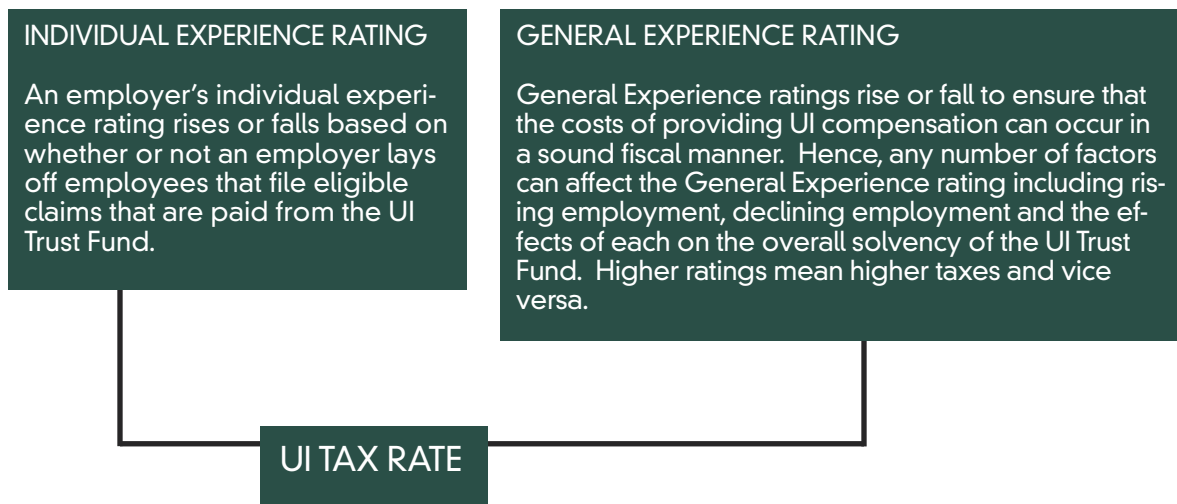 INDIVIDUAL EXPERIENCE RATING
An employer’s individual experi-
ence rating rises or falls based on
whether or not an employer lays
off employees that file eligible
claims that are paid from the UI
Trust Fund.
GENERAL EXPERIENCE RATING
General Experience ratings rise or fall to ensure that
the costs of providing UI compensation can occur in
a sound fiscal manner.  Hence, any number of factors
can affect the General Experience rating including ris-
ing employment, declining employment and the ef-
fects of each on the overall solvency of the UI Trust
Fund.  Higher ratings mean higher taxes and vice
versa.
UI TAX RATE